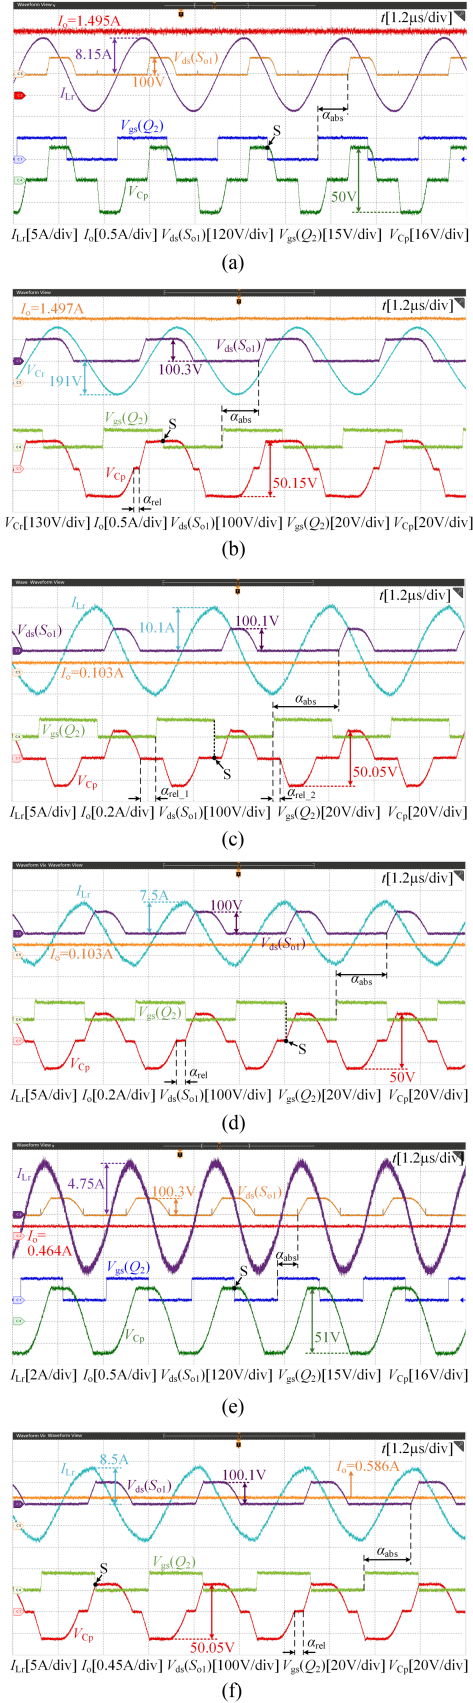 Waveform View
t[1.2μs/div]
Io=1.495A
8.15A
Vds(So1)
100V
ILr
αabs
Vgs(Q2)
S
VCp
50V
ILr[5A/div] Io[0.5A/div] Vds(So1)[120V/div] Vgs(Q2)[15V/div] VCp[16V/div]
(a)
Waveform View
Io=1.497A
t[1.2μs/div]
Vds(So1)
100.3V
VCr
191V
αabs
Vgs(Q2)
S
VCp
50.15V
αrel
VCr[130V/div] Io[0.5A/div] Vds(So1)[100V/div] Vgs(Q2)[20V/div] VCp[20V/div]
(b)
Wave Waveform View
t[1.2μs/div]
ILr
Vds(So1)
10.1A
100.1V
Io=0.103A
αabs
Vgs(Q2)
S
VCp
50.05V
αrel_1
αrel_2
ILr[5A/div] Io[0.2A/div] Vds(So1)[100V/div] Vgs(Q2)[20V/div] VCp[20V/div]
(c)
Waveform Vie Waveform View
t[1.2μs/div]
ILr
7.5A
100V
Io=0.103A
Vds(So1)
αabs
Vgs(Q2)
S
VCp
αrel
50V
ILr[5A/div] Io[0.2A/div] Vds(So1)[100V/div] Vgs(Q2)[20V/div] VCp[20V/div]
(d)
Waveform View
t[1.2μs/div]
ILr
4.75A
100.3V
Vds(So1)
Io=
0.464A
αabs
Vgs(Q2)
S
VCp
51V
ILr[2A/div] Io[0.5A/div] Vds(So1)[120V/div] Vgs(Q2)[15V/div] VCp[16V/div]
(e)
Waveform Vie Waveform View
t[1.2μs/div]
8.5A
ILr
Vds(So1)
100.1V
Io=0.586A
αabs
Vgs(Q2)
S
VCp
50.05V
αrel
ILr[5A/div] Io[0.45A/div] Vds(So1)[100V/div] Vgs(Q2)[20V/div] VCp[20V/div]
(f)